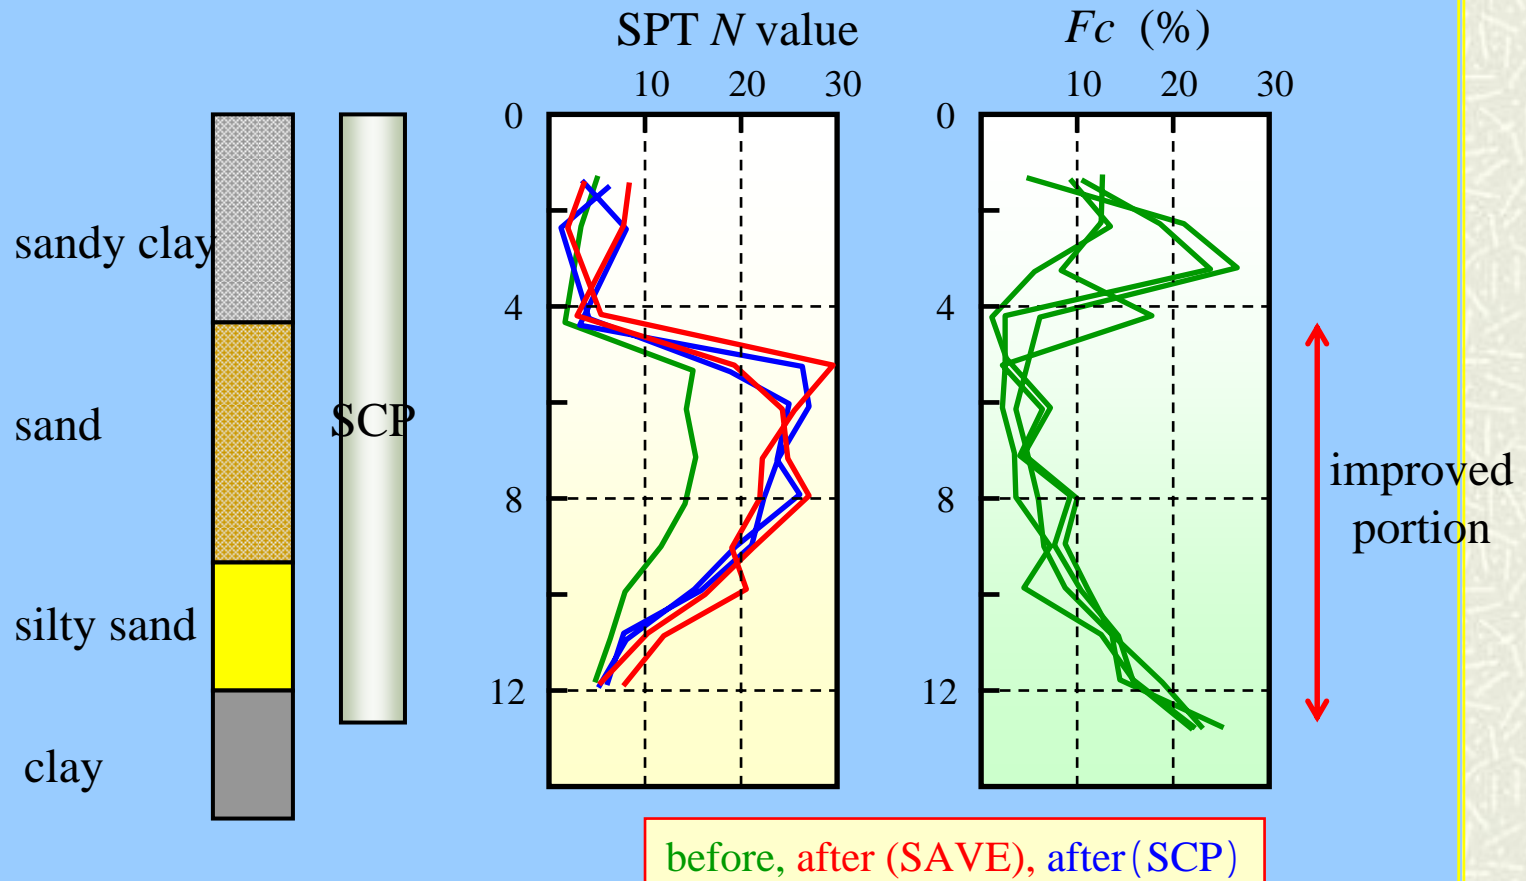 SPT N value
Fc (%)
10 20 30
10 20 30
0
4
8
12
0
4
8
12
sandy clay
sand
silty sand
clay
SCP
improved
portion
before, after (SAVE), after (SCP)